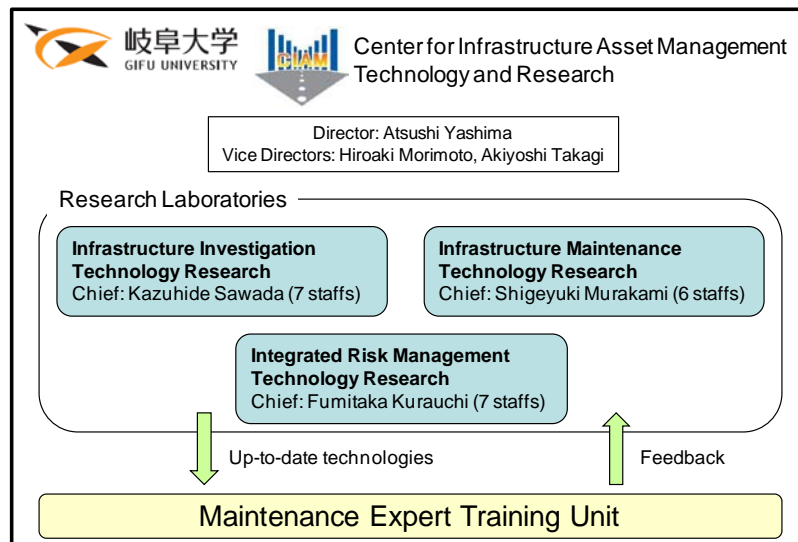 岐阜大学
GIFU UNIVERSITY
CIAM
Center for Infrastructure Asset Management
Technology and Research
Director: Atsushi Yashima
Vice Directors: Hiroaki Morimoto, Akiyoshi Takagi
Research Laboratories
Infrastructure Investigation
Technology Research
Chief: Kazuhide Sawada (7 staffs)
Infrastructure Maintenance
Technology Research
Chief: Shigeyuki Murakami (6 staffs)
Integrated Risk Management
Technology Research
Chief: Fumitaka Kurauchi (7 staffs)
Up-to-date technologies
Feedback
Maintenance Expert Training Unit